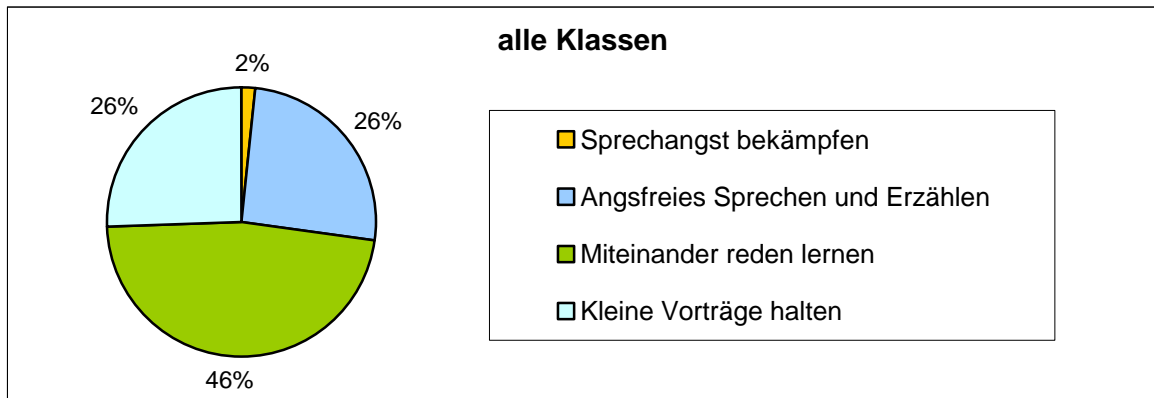 alle Klassen
2%
26%
26%
46%
Sprechangst bekämpfen
Angsfreies Sprechen und Erzählen
Miteinander reden lernen
Kleine Vorträge halten